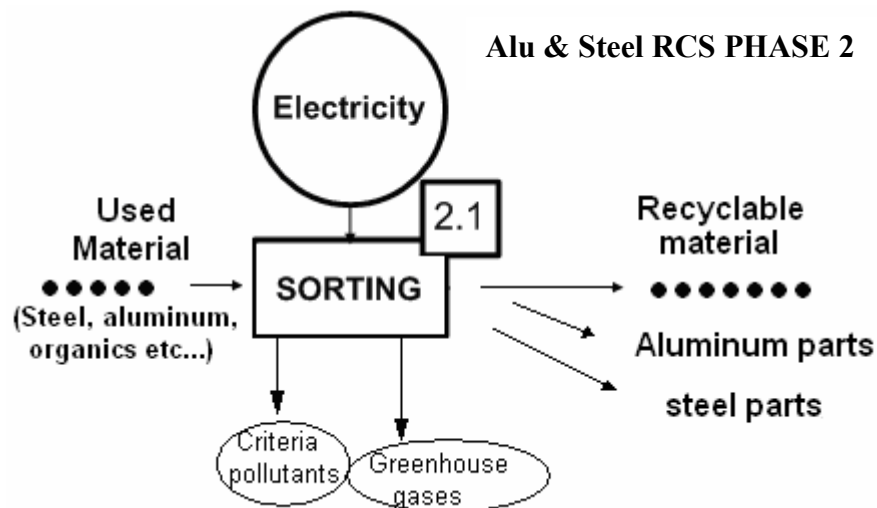 Alu & Steel RCS PHASE 2
Electricity
2.1
Used
Material
(Steel, aluminum,
organics etc...)
SORTING
Recyclable
material
Aluminum parts
steel parts
Criteria
pollutants
Greenhouse
gases